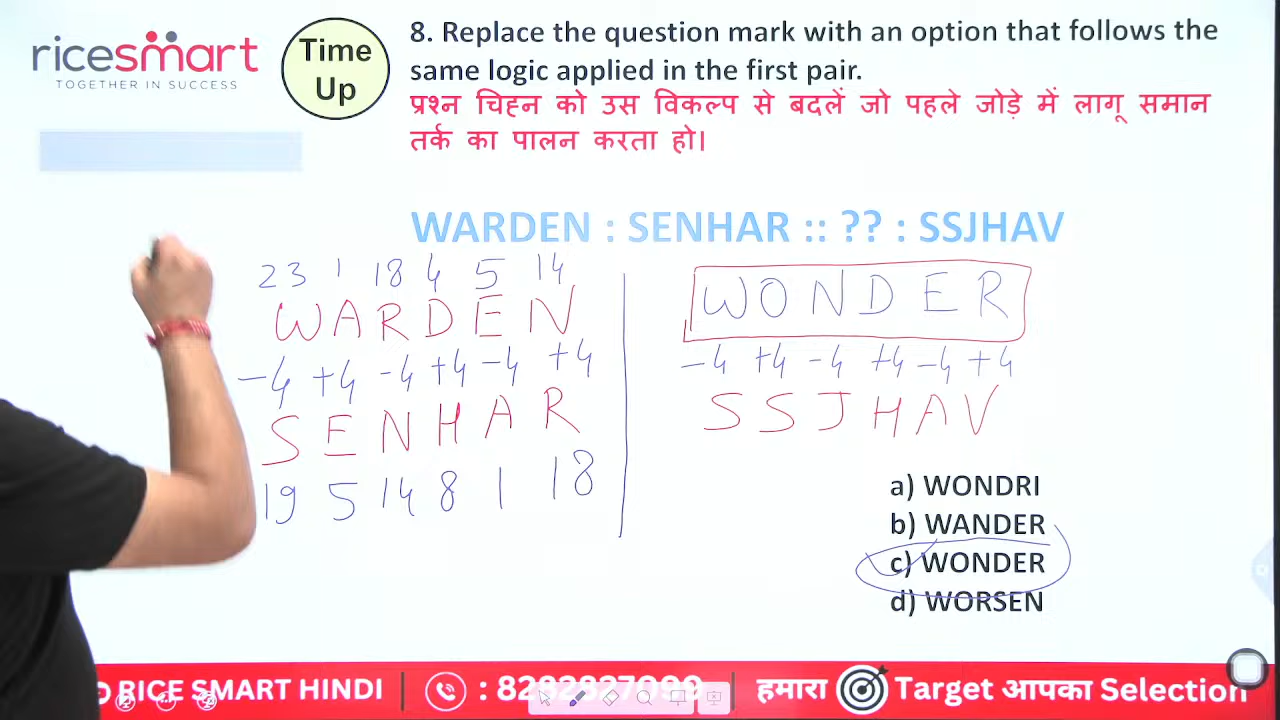 ricesmart
TOGETHER IN SUCCESS
Time
Up
8. Replace the question mark with an option that follows the
same logic applied in the first pair.
प्रश्न चिह्न को उस विकल्प से बदलें जो पहले जोड़े में लागू समान
तर्क का पालन करता हो।
WARDEN : SENHAR :: ?? : SSJHAV
23 1 18 4 5 14
WARDEN
-4 +4 -4 +4 -4 +4
SENHAR
19 5 14 8 1 18
WONDER
-4 +4 -4 +4 -4 +4
SSJHAV
a) WONDRI
b) WANDER
c) WONDER
d) WORSEN
RICE SMART HINDI
हमारा Target आपका Selection